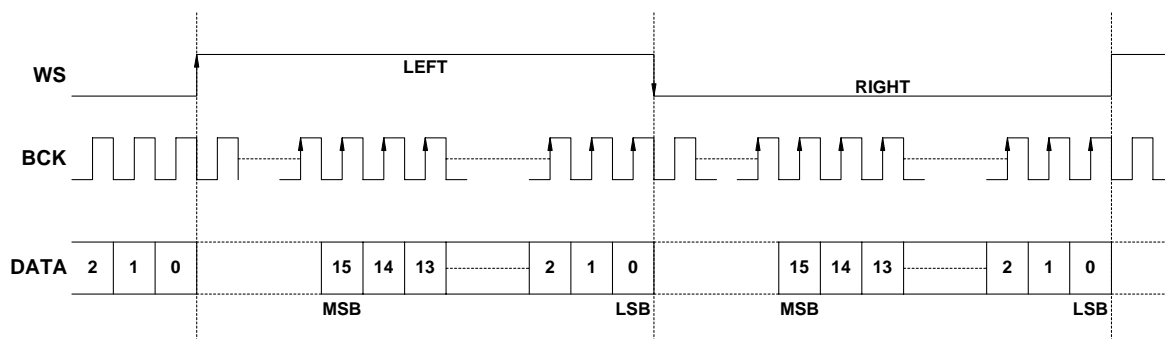 WS
LEFT
RIGHT
BCK
DATA
2 1 0 15 14 13 2 1 0 15 14 13 2 1 0
MSB LSB MSB LSB